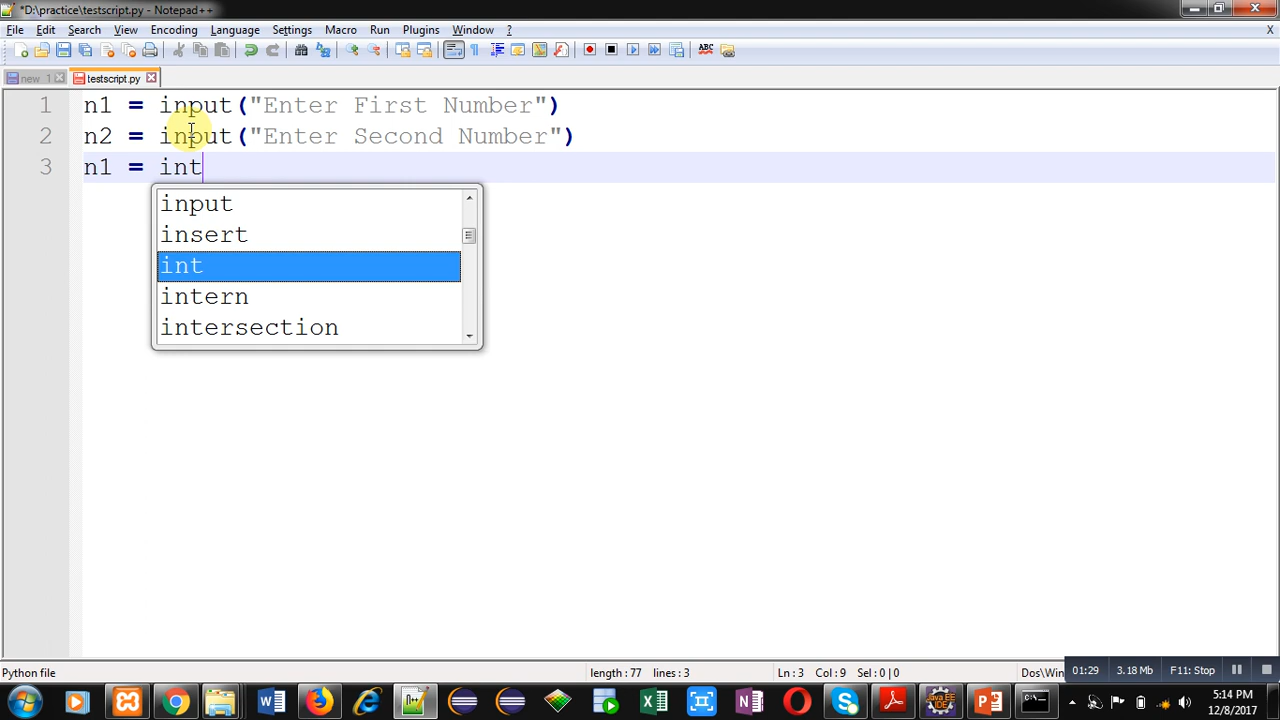 *D:\practice\testscript.py - Notepad++
File Edit Search View Encoding Language Settings Macro Run Plugins Window ? X
new 1 testscript.py
1 n1 = input("Enter First Number")
2 n2 = input("Enter Second Number")
3 n1 = int
input
insert
int
intern
intersection
Python file length : 77 lines : 3 Ln : 3 Col : 9 Sel : 0 | 0 Dos\Win
01:29 3.18 Mb F11: Stop
5:14 PM
12/8/2017